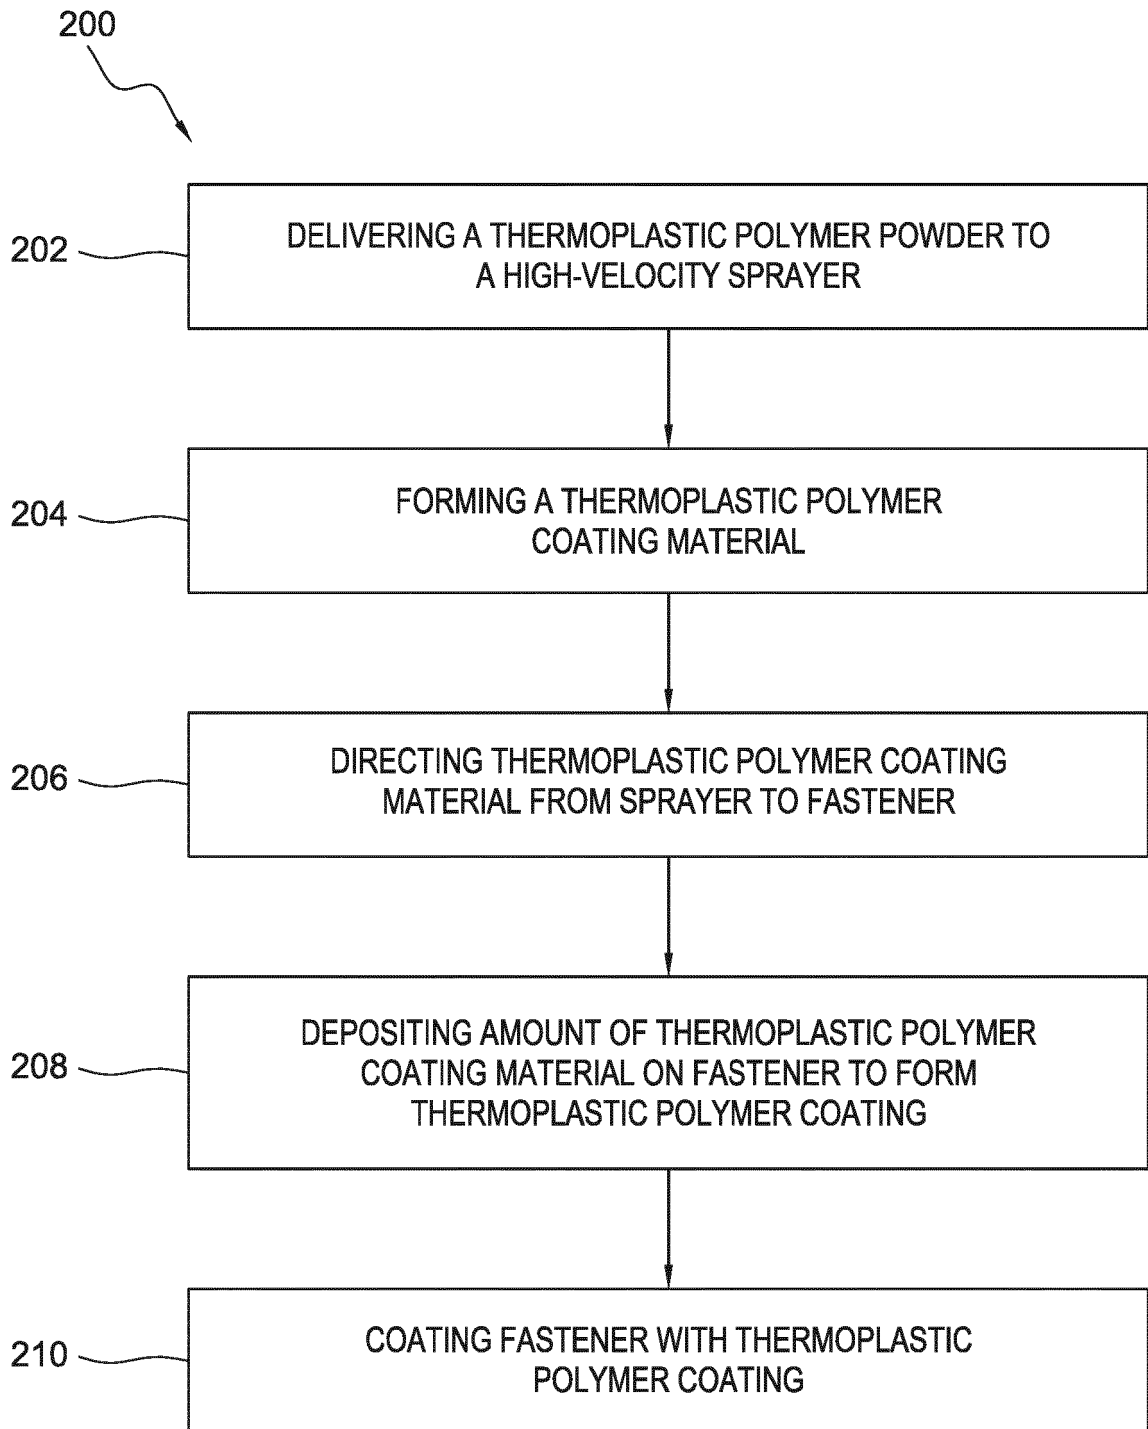 200
202
DELIVERING A THERMOPLASTIC POLYMER POWDER TO
A HIGH-VELOCITY SPRAYER
204
FORMING A THERMOPLASTIC POLYMER
COATING MATERIAL
206
DIRECTING THERMOPLASTIC POLYMER COATING
MATERIAL FROM SPRAYER TO FASTENER
208
DEPOSITING AMOUNT OF THERMOPLASTIC POLYMER
COATING MATERIAL ON FASTENER TO FORM
THERMOPLASTIC POLYMER COATING
210
COATING FASTENER WITH THERMOPLASTIC
POLYMER COATING